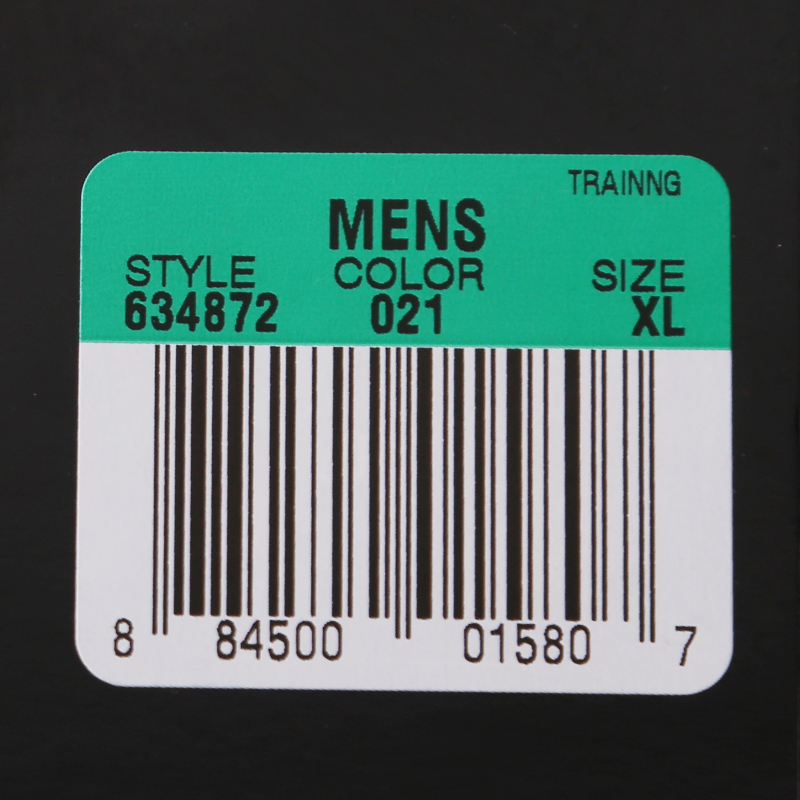 TRAINNG
MENS
STYLE COLOR SIZE
634872 021 XL
8 84500 01580 7